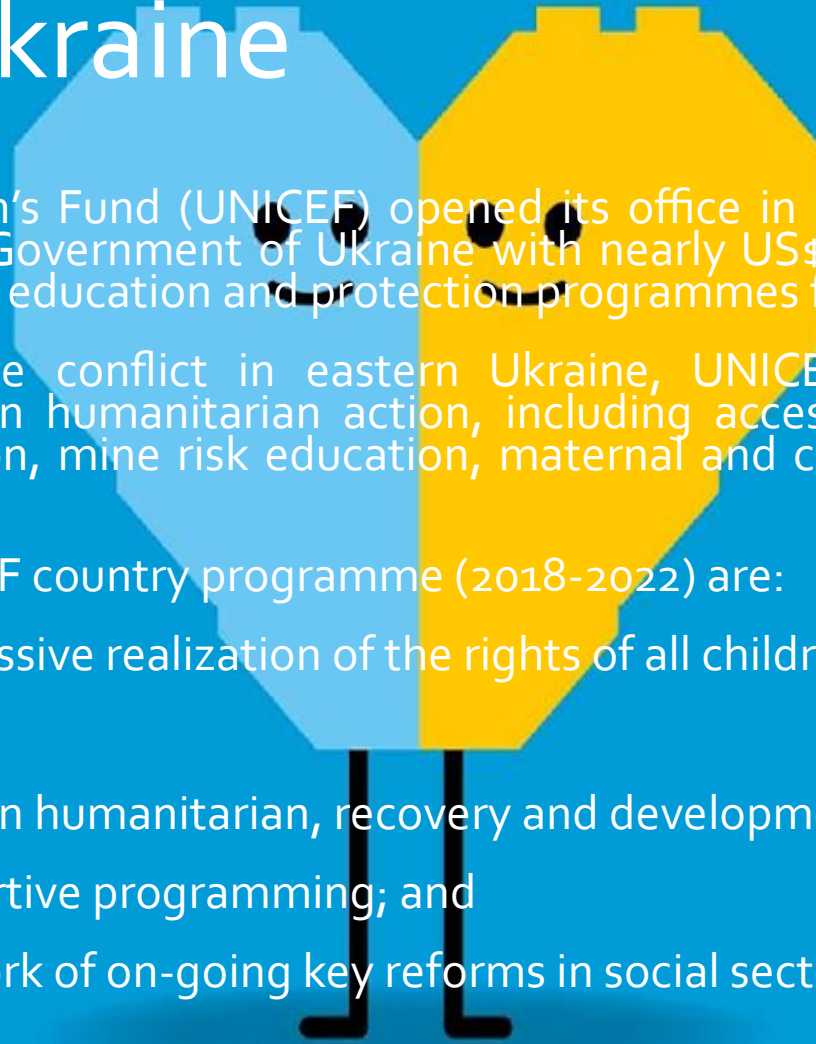 kraine
n's Fund (UNICEF) opened its office in
Government of Ukraine with nearly US$
education and protection programmes f
e conflict in eastern Ukraine, UNICE
n humanitarian action, including acces
on, mine risk education, maternal and c
F country programme (2018-2022) are:
ssive realization of the rights of all childr
n humanitarian, recovery and developm
rtive programming; and
rk of on-going key reforms in social sect